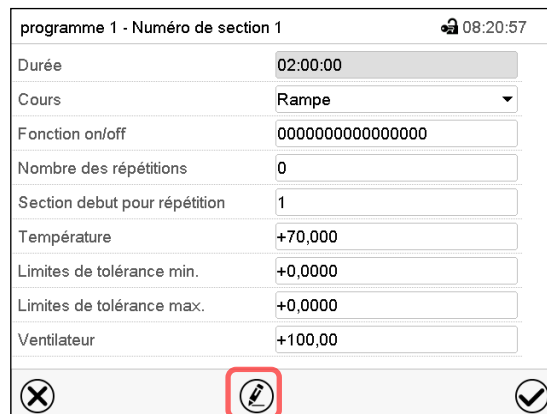 programme 1 - Numéro de section 1 08:20:57
Durée 02:00:00
Cours Rampe
Fonction on/off 0000000000000000
Nombre des répétitions 0
Section debut pour répétition 1
Température +70,000
Limites de tolérance min. +0,0000
Limites de tolérance max. +0,0000
Ventilateur +100,00